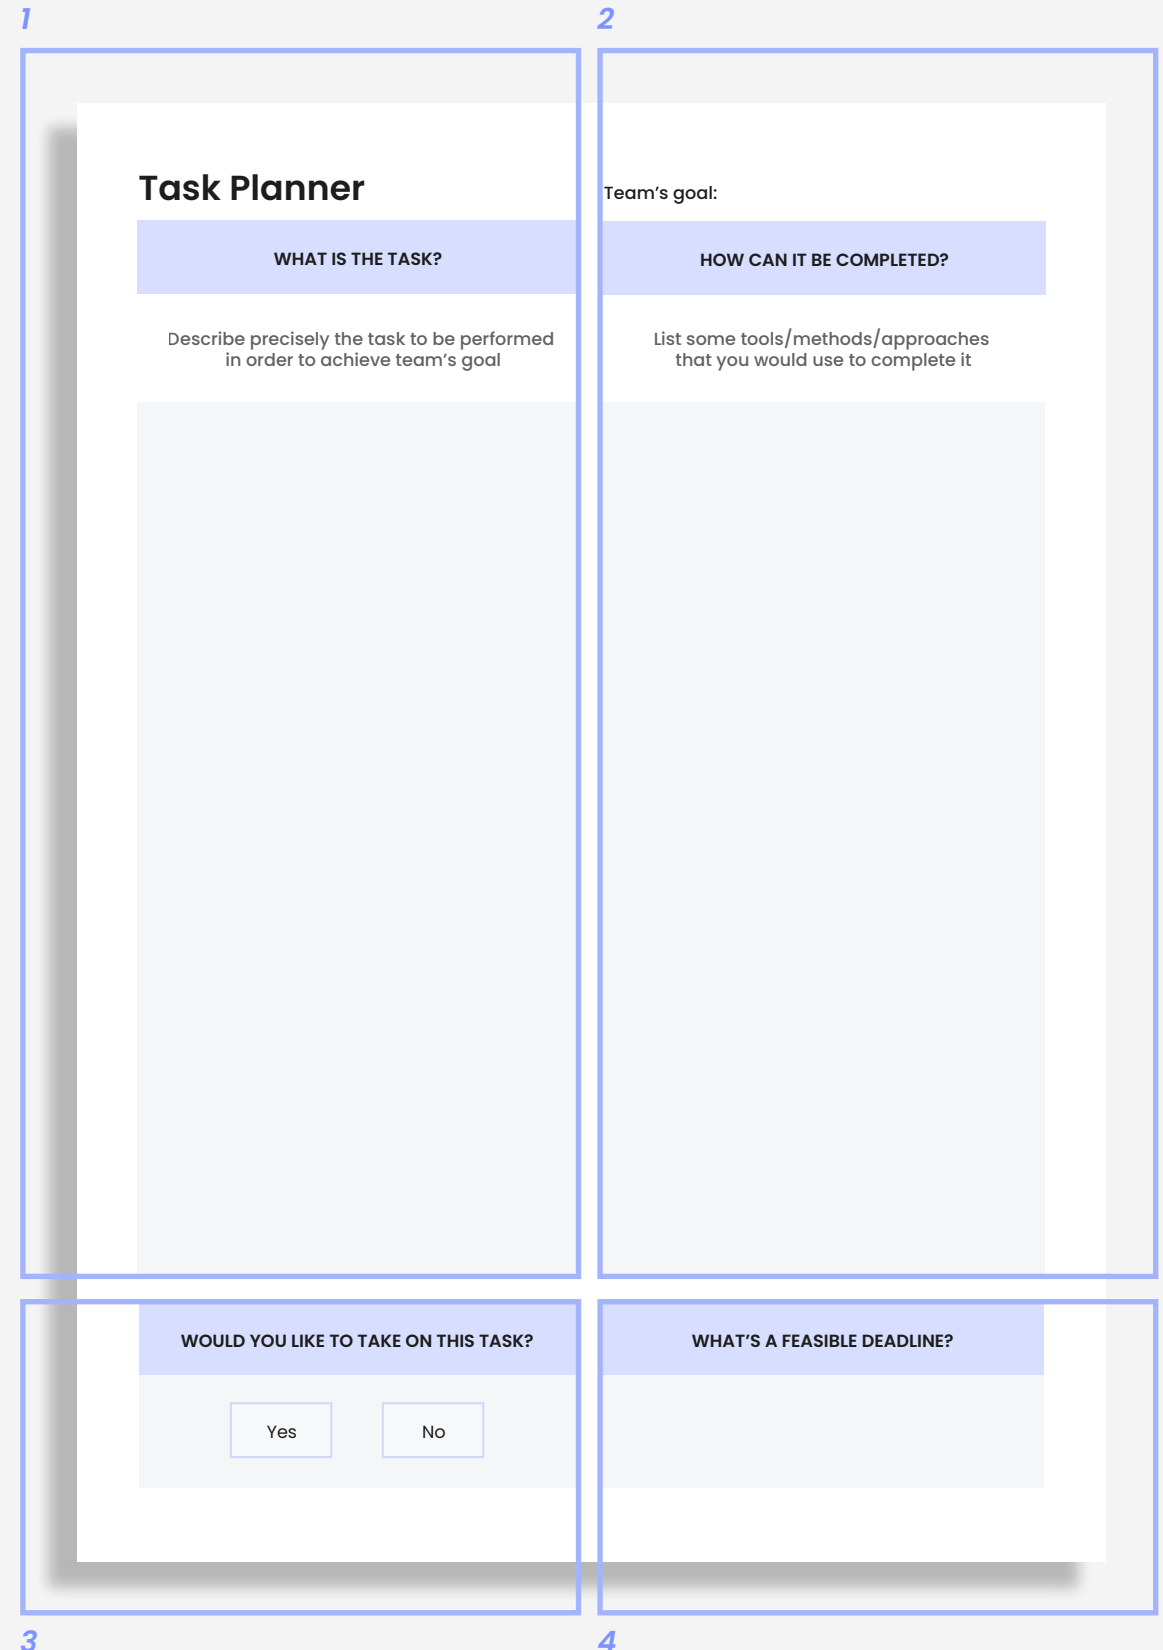 1
2
Task Planner
Team's goal:
WHAT IS THE TASK?
HOW CAN IT BE COMPLETED?
Describe precisely the task to be performed
in order to achieve team's goal
List some tools/methods/approaches
that you would use to complete it
WOULD YOU LIKE TO TAKE ON THIS TASK?
WHAT'S A FEASIBLE DEADLINE?
Yes
No
3
4